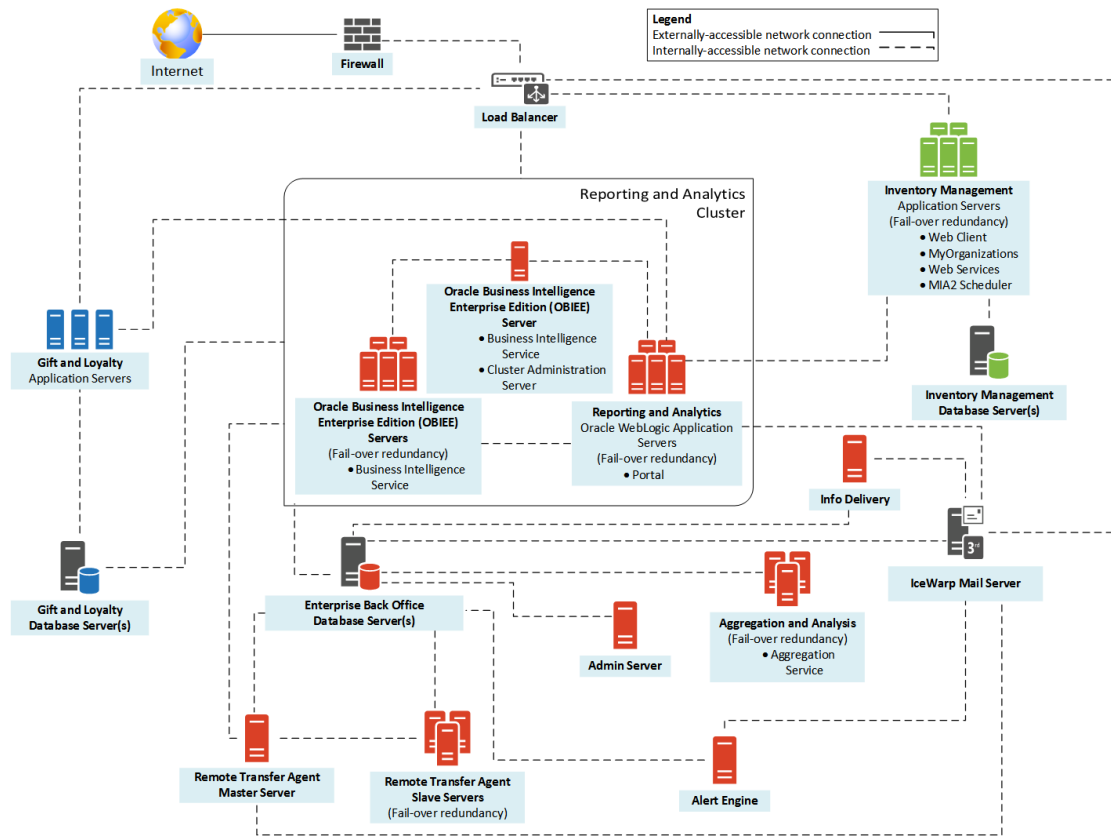 Legend
Externally-accessible network connection
Internally-accessible network connection
Internet
Firewall
Load Balancer
Reporting and Analytics
Cluster
Inventory Management
Application Servers
(Fail-over redundancy)
• Web Client
• MyOrganizations
• Web Services
• MIA2 Scheduler
Oracle Business Intelligence
Enterprise Edition (OBIEE)
Server
• Business Intelligence
Service
• Cluster Administration
Server
Gift and Loyalty
Application Servers
Inventory Management
Database Server(s)
Oracle Business Intelligence
Enterprise Edition (OBIEE)
Servers
(Fail-over redundancy)
• Business Intelligence
Service
Reporting and Analytics
Oracle WebLogic Application
Servers
(Fail-over redundancy)
• Portal
Info Delivery
3rd
IceWarp Mail Server
Gift and Loyalty
Database Server(s)
Enterprise Back Office
Database Server(s)
Admin Server
Aggregation and Analysis
(Fail-over redundancy)
• Aggregation
Service
Remote Transfer Agent
Master Server
Remote Transfer Agent
Slave Servers
(Fail-over redundancy)
Alert Engine